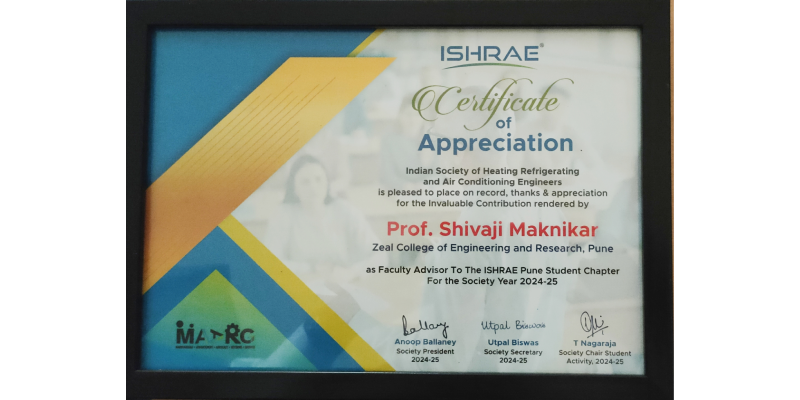 ISHRAE®
Certificate
of
Appreciation
Indian Society of Heating Refrigerating
and Air Conditioning Engineers
is pleased to place on record, thanks & appreciation
for the Invaluable Contribution rendered by
Prof. Shivaji Maknikar
Zeal College of Engineering and Research, Pune
as Faculty Advisor To The ISHRAE Pune Student Chapter
For the Society Year 2024-25
Ballaney
Utpal Biswas
Anoop Ballaney
Society President
2024-25
Utpal Biswas
Society Secretary
2024-25
T Nagaraja
Society Chair Student
Activity, 2024-25